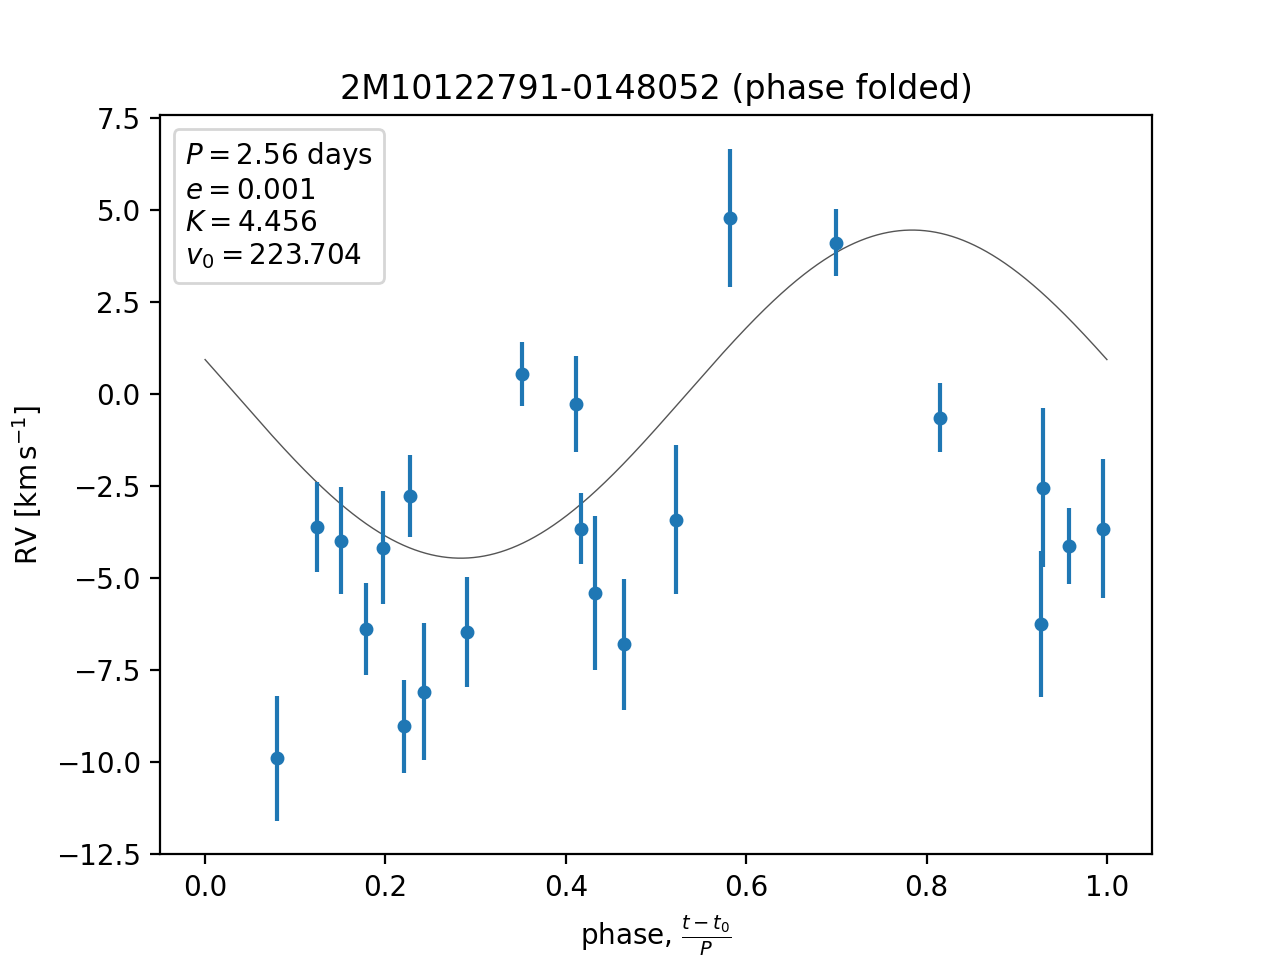 2M10122791-0148052 (phase folded)
7.5
5.0
2.5
0.0
−2.5
−5.0
−7.5
−10.0
−12.5
RV [km s⁻¹]
P = 2.56 days
e = 0.001
K = 4.456
v₀ = 223.704
0.0 0.2 0.4 0.6 0.8 1.0
phase, (t − t₀)/P